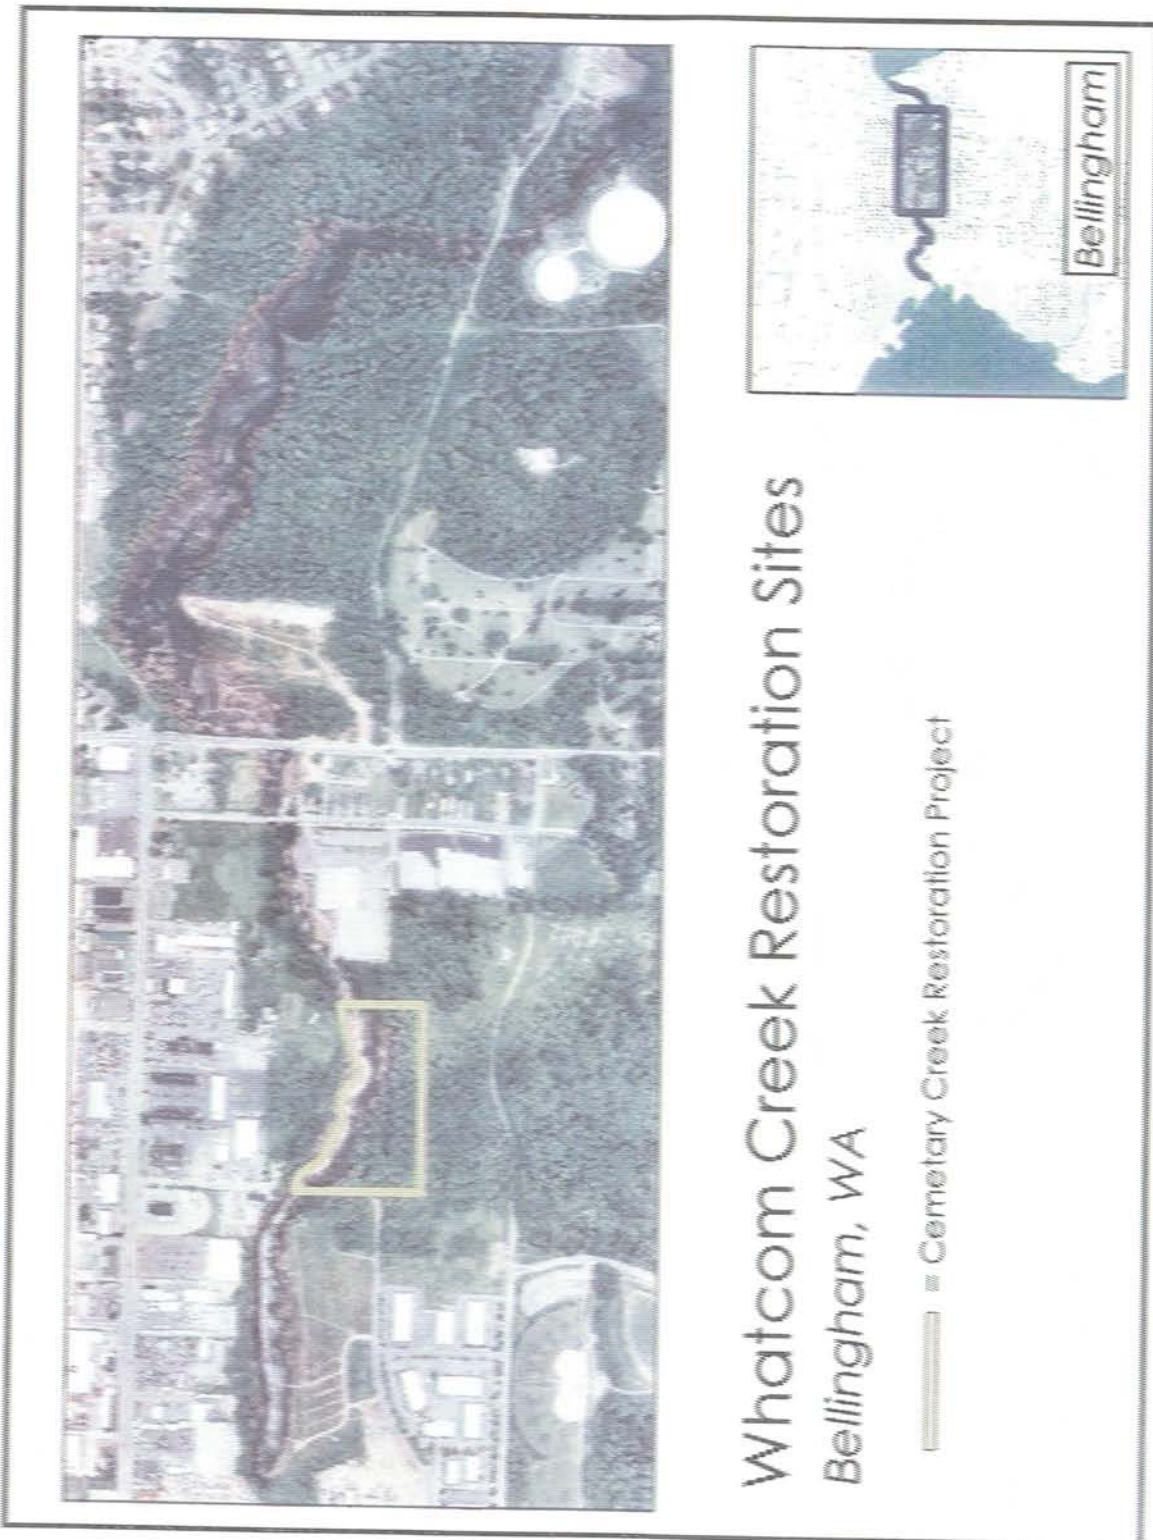 Whatcom Creek Restoration Sites
Bellingham, WA
= Cemetary Creek Restoration Project
Bellingham